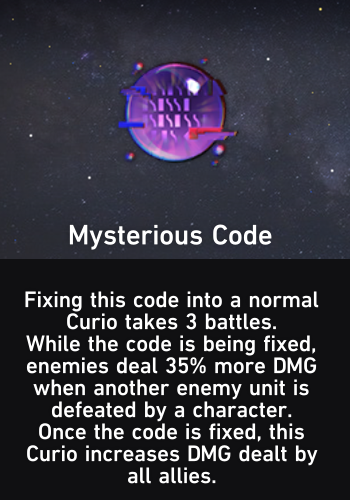 Mysterious Code
Fixing this code into a normal
Curio takes 3 battles.
While the code is being fixed,
enemies deal 35% more DMG
when another enemy unit is
defeated by a character.
Once the code is fixed, this
Curio increases DMG dealt by
all allies.